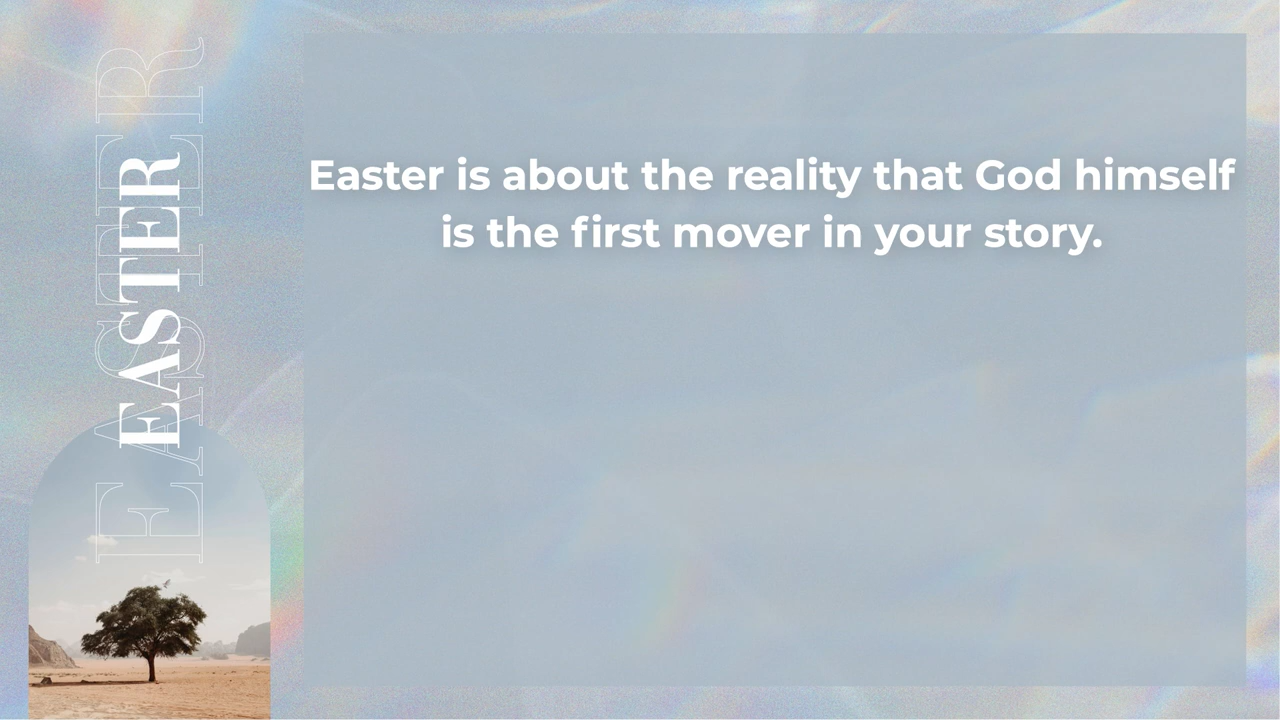 EASTER
EASTER
Easter is about the reality that God himself
is the first mover in your story.